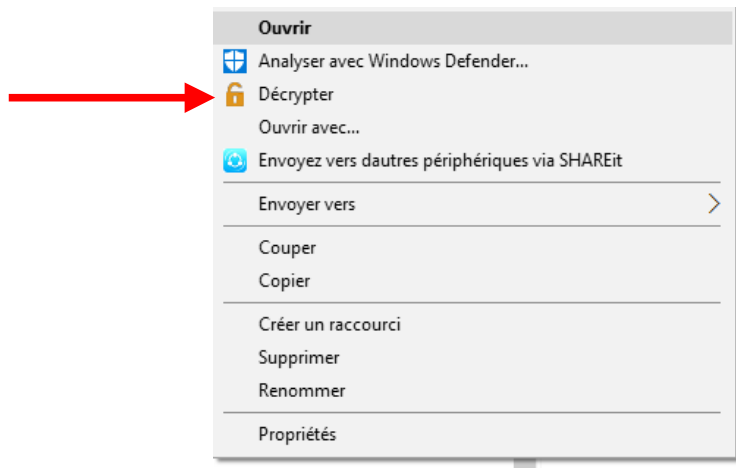 Ouvrir
Analyser avec Windows Defender...
Décrypter
Ouvrir avec...
Envoyez vers dautres périphériques via SHAREit
Envoyer vers
Couper
Copier
Créer un raccourci
Supprimer
Renommer
Propriétés